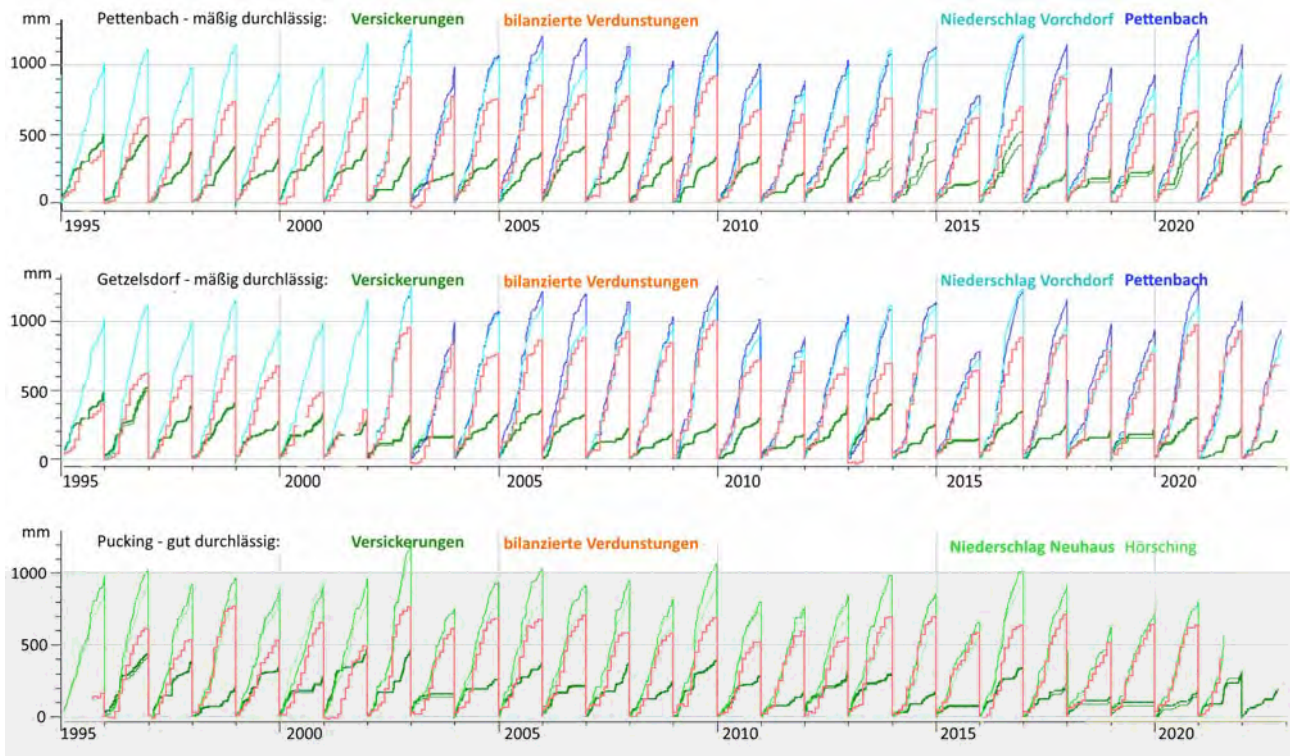 mm Pettenbach - mäßig durchlässig: Versickerungen bilanzierte Verdunstungen Niederschlag Vorchdorf Pettenbach
1000
500
0
1995 2000 2005 2010 2015 2020
mm Getzelsdorf - mäßig durchlässig: Versickerungen bilanzierte Verdunstungen Niederschlag Vorchdorf Pettenbach
1000
500
0
1995 2000 2005 2010 2015 2020
mm Pucking - gut durchlässig: Versickerungen bilanzierte Verdunstungen Niederschlag Neuhaus Hörsching
1000
500
0
1995 2000 2005 2010 2015 2020